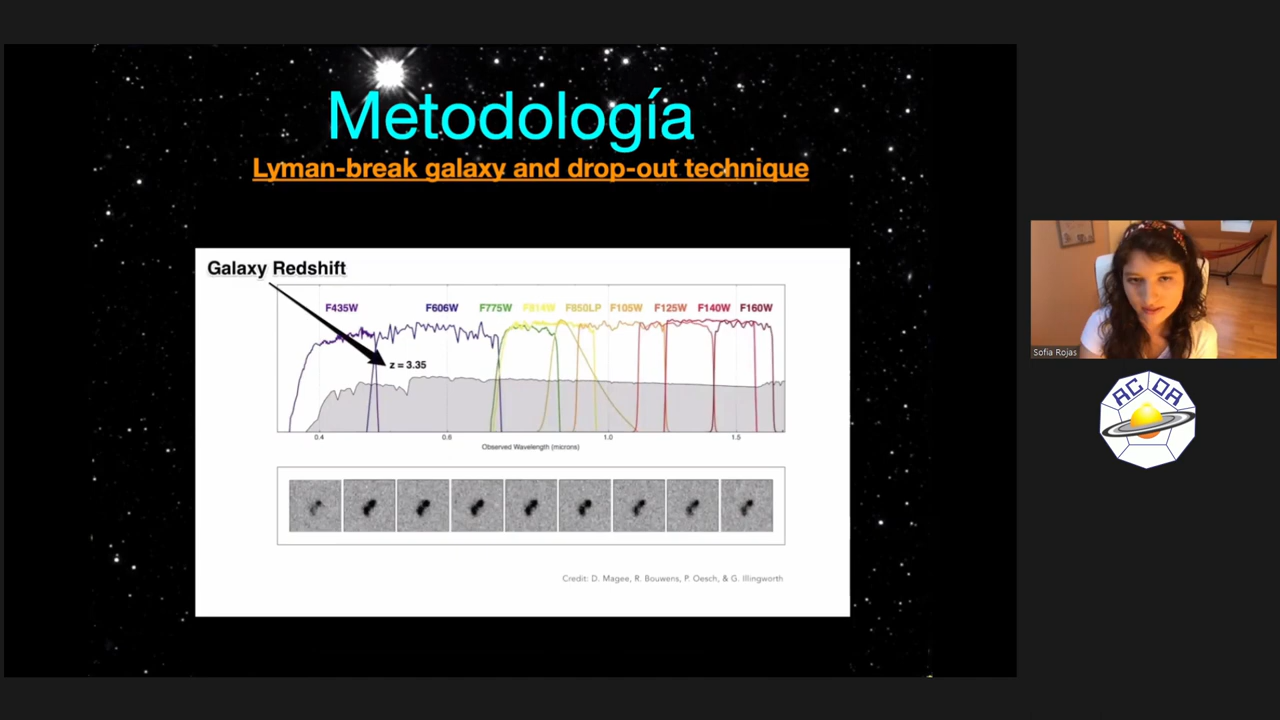 Metodología
Lyman-break galaxy and drop-out technique
Galaxy Redshift
F435W F606W F775W F814W F850LP F105W F125W F140W F160W
z = 3.35
0.4 0.6 1.0 1.5
Observed Wavelength (microns)
Credit: D. Magee, R. Bouwens, P. Oesch, & G. Illingworth
Sofia Rojas
AC DA